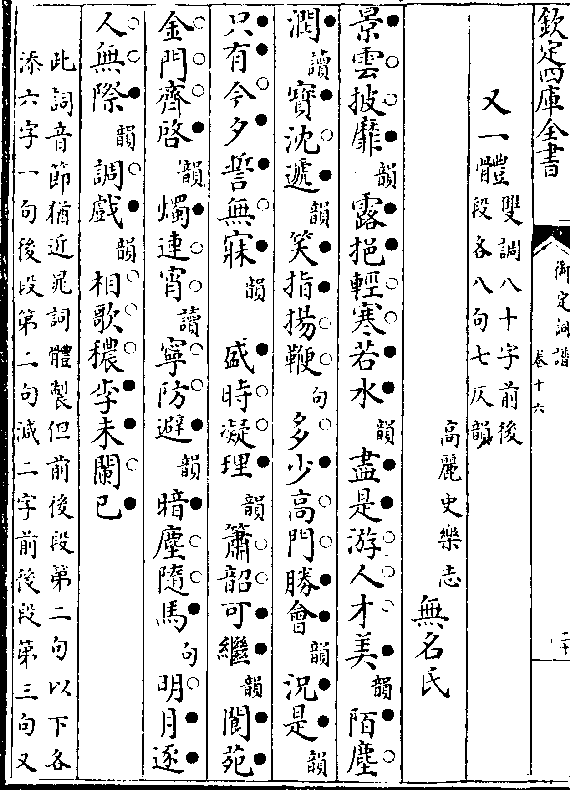 欽定四庫全書
御定詞譜
卷十六
二十
又一體雙調八十字前後
段各八句七仄韻
高麗史樂志 無名氏
景雲披靡韻露挹輕寒若水韻盡是游人才美韻陌塵
潤讀寶沈遞韻笑指揚鞭句多少高門勝會韻況是韻
只有今夕誓無寐韻 盛時凝理韻簫韶可繼韻閬苑
金門齊啓韻燭連宵讀寧防避韻暗塵隨馬句明月逐
人無際韻調戲韻相歌穠李未闌已
此詞音節猶近晁詞體製但前後段第二句以下各
添六字一句後段第二句減二字前後段第三句又